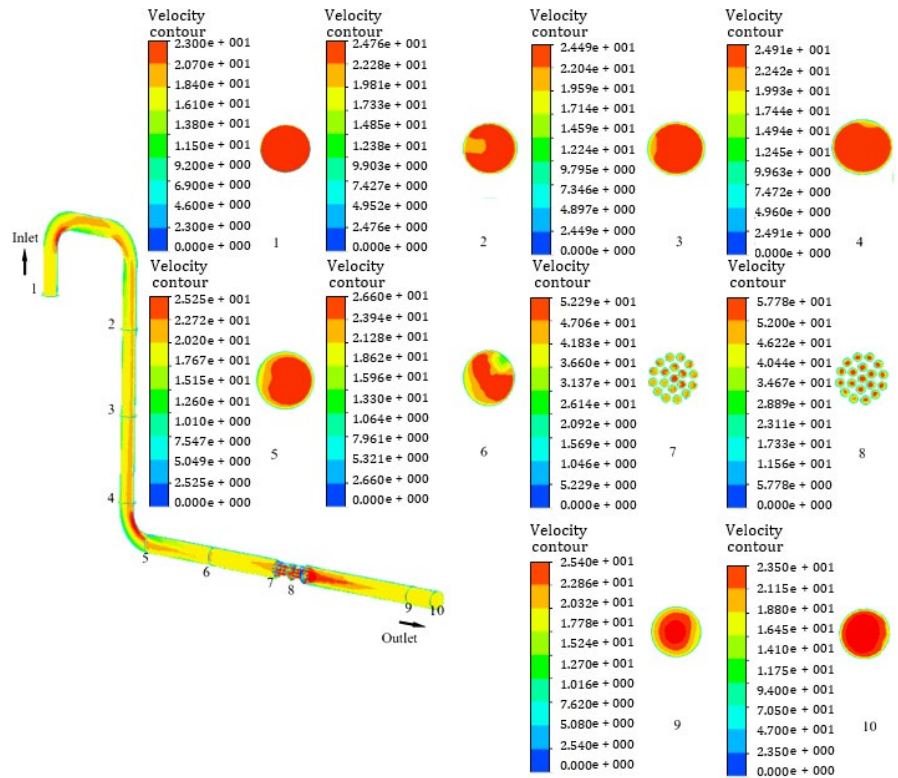 Velocity
contour
2.300e + 001
2.070e + 001
1.840e + 001
1.610e + 001
1.380e + 001
1.150e + 001
9.200e + 000
6.900e + 000
4.600e + 000
2.300e + 000
0.000e + 000
1
Velocity
contour
2.476e + 001
2.228e + 001
1.981e + 001
1.733e + 001
1.485e + 001
1.238e + 001
9.903e + 000
7.427e + 000
4.952e + 000
2.476e + 000
0.000e + 000
2
Velocity
contour
2.449e + 001
2.204e + 001
1.959e + 001
1.714e + 001
1.459e + 001
1.224e + 001
9.795e + 000
7.346e + 000
4.897e + 000
2.449e + 000
0.000e + 000
3
Velocity
contour
2.491e + 001
2.242e + 001
1.993e + 001
1.744e + 001
1.494e + 001
1.245e + 001
9.963e + 000
7.472e + 000
4.960e + 000
2.491e + 000
0.000e + 000
4
Velocity
contour
2.525e + 001
2.272e + 001
2.020e + 001
1.767e + 001
1.515e + 001
1.260e + 001
1.010e + 000
7.547e + 000
5.049e + 000
2.525e + 000
0.000e + 000
5
Velocity
contour
2.660e + 001
2.394e + 001
2.128e + 001
1.862e + 001
1.596e + 001
1.330e + 001
1.064e + 000
7.961e + 000
5.321e + 000
2.660e + 000
0.000e + 000
6
Velocity
contour
5.229e + 001
4.706e + 001
4.183e + 001
3.660e + 001
3.137e + 001
2.614e + 001
2.092e + 000
1.569e + 000
1.046e + 000
5.229e + 000
0.000e + 000
7
Velocity
contour
5.778e + 001
5.200e + 001
4.622e + 001
4.044e + 001
3.467e + 001
2.889e + 001
2.311e + 000
1.733e + 000
1.156e + 000
5.778e + 000
0.000e + 000
8
Velocity
contour
2.540e + 001
2.286e + 001
2.032e + 001
1.778e + 001
1.524e + 001
1.270e + 001
1.016e + 000
7.620e + 000
5.080e + 000
2.540e + 000
0.000e + 000
9
Velocity
contour
2.350e + 001
2.115e + 001
1.880e + 001
1.645e + 001
1.410e + 001
1.175e + 001
9.400e + 000
7.050e + 000
4.700e + 000
2.350e + 000
0.000e + 000
10
Inlet
1
2
3
4
5
6
7
8
9 10
Outlet